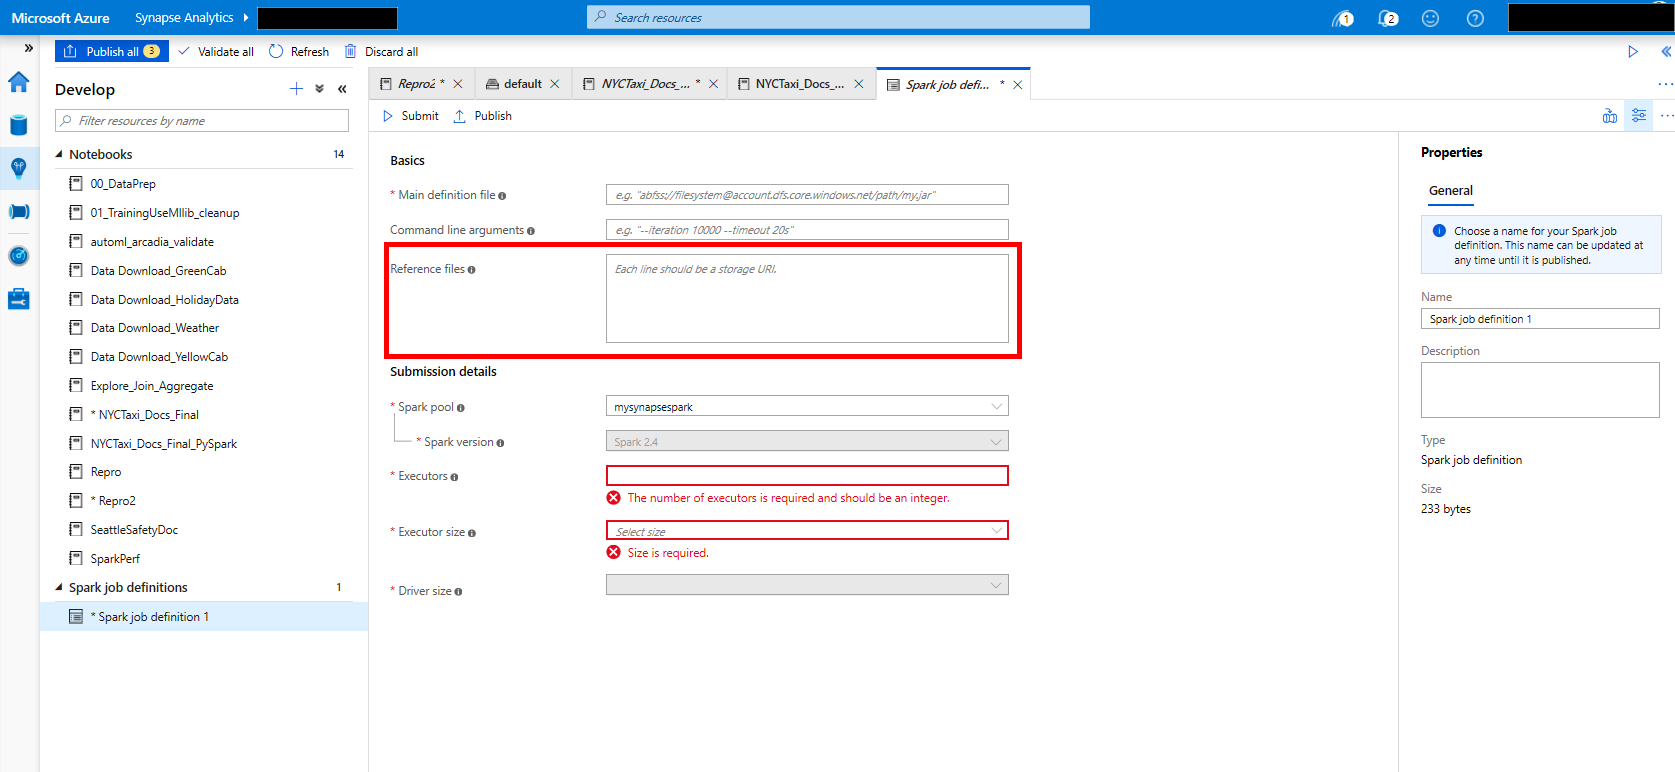 Microsoft Azure Synapse Analytics
Search resources
1
2
Publish all 3 Validate all Refresh Discard all
Develop
Filter resources by name
Notebooks 14
00_DataPrep
01_TrainingUseMllib_cleanup
automl_arcadia_validate
Data Download_GreenCab
Data Download_HolidayData
Data Download_Weather
Data Download_YellowCab
Explore_Join_Aggregate
* NYCTaxi_Docs_Final
NYCTaxi_Docs_Final_PySpark
Repro
* Repro2
SeattleSafetyDoc
SparkPerf
Spark job definitions 1
* Spark job definition 1
Repro2 * default NYCTaxi_Docs_... * NYCTaxi_Docs_... Spark job defi... *
Submit Publish
Basics
* Main definition file e.g. "abfss://filesystem@account.dfs.core.windows.net/path/my.jar"
Command line arguments e.g. "--iteration 10000 --timeout 20s"
Reference files Each line should be a storage URI.
Submission details
* Spark pool mysynapsespark
* Spark version Spark 2.4
* Executors
The number of executors is required and should be an integer.
* Executor size Select size
Size is required.
* Driver size
Properties
General
Choose a name for your Spark job
definition. This name can be updated at
any time until it is published.
Name
Spark job definition 1
Description
Type
Spark job definition
Size
233 bytes